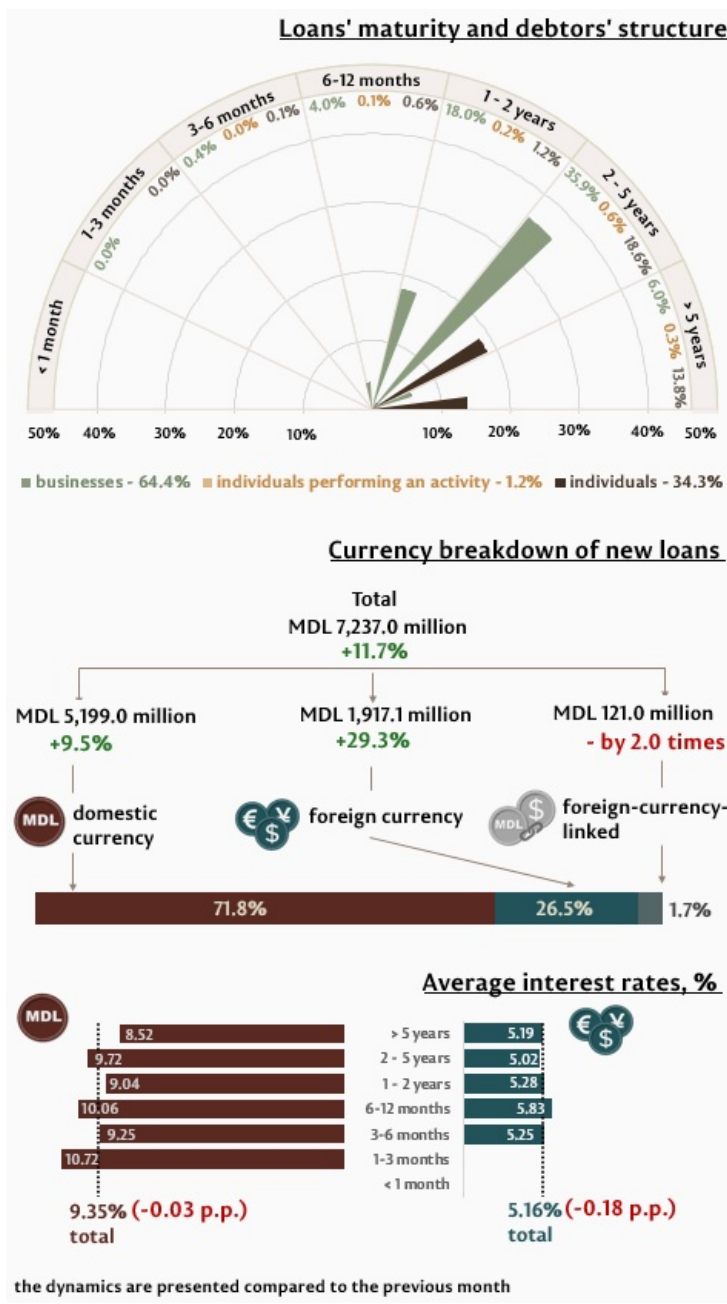 Loans' maturity and debtors' structure
6-12 months
3-6 months
1 - 2 years
1-3 months
2 - 5 years
< 1 month
> 5 years
0.0%
0.0%
0.4%
0.0%
0.1%
4.0%
0.1%
0.6%
18.0%
0.2%
1.2%
35.9%
0.6%
18.6%
6.0%
0.3%
13.8%
50% 40% 30% 20% 10% 10% 20% 30% 40% 50%
businesses - 64.4% individuals performing an activity - 1.2% individuals - 34.3%
Currency breakdown of new loans
Total
MDL 7,237.0 million
+11.7%
MDL 5,199.0 million MDL 1,917.1 million MDL 121.0 million
+9.5% +29.3% - by 2.0 times
MDL domestic currency
€ ¥ $ foreign currency
MDL $ foreign-currency-linked
71.8% 26.5% 1.7%
Average interest rates, %
MDL
€ ¥ $
8.52 > 5 years 5.19
9.72 2 - 5 years 5.02
9.04 1 - 2 years 5.28
10.06 6-12 months 5.83
9.25 3-6 months 5.25
10.72 1-3 months
< 1 month
9.35% (-0.03 p.p.) 5.16% (-0.18 p.p.)
total total
the dynamics are presented compared to the previous month